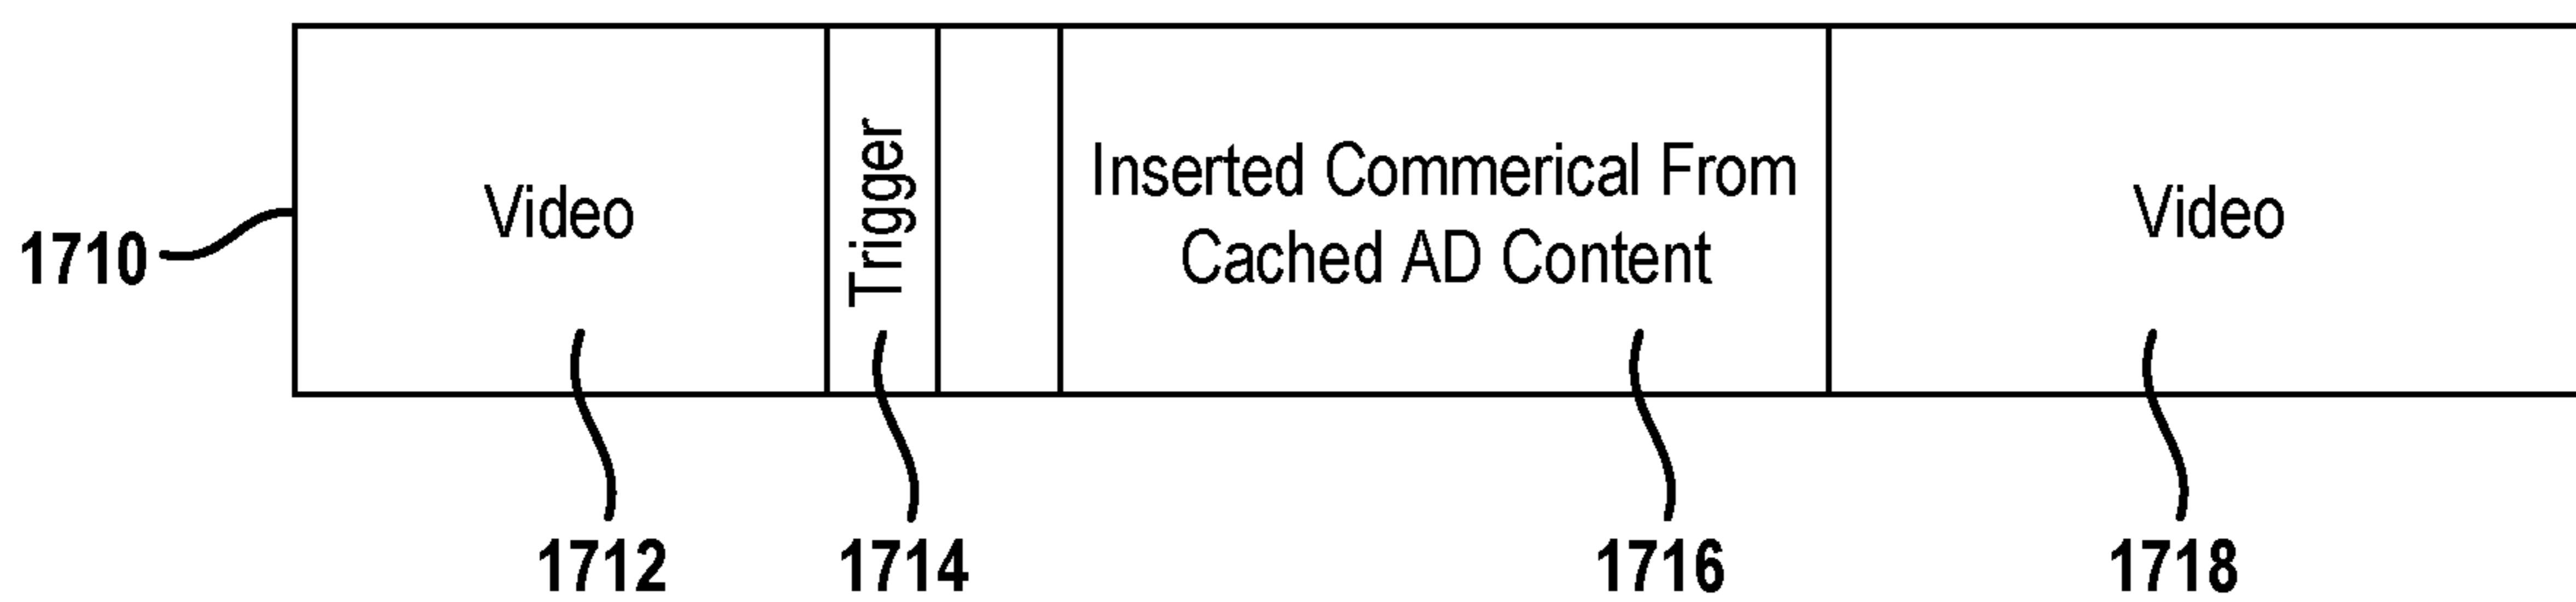 Video
Trigger
Inserted Commerical From
Cached AD Content
Video
1710
1712
1714
1716
1718